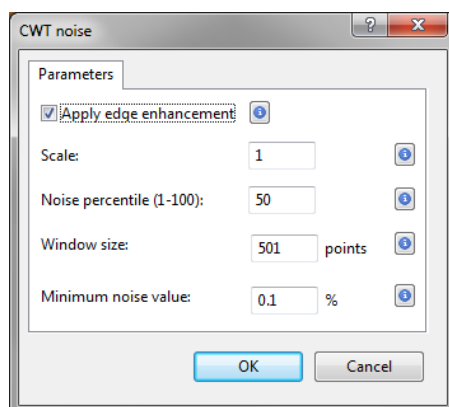 CWT noise
Parameters
Apply edge enhancement
Scale: 1
Noise percentile (1-100): 50
Window size: 501 points
Minimum noise value: 0.1 %
OK Cancel